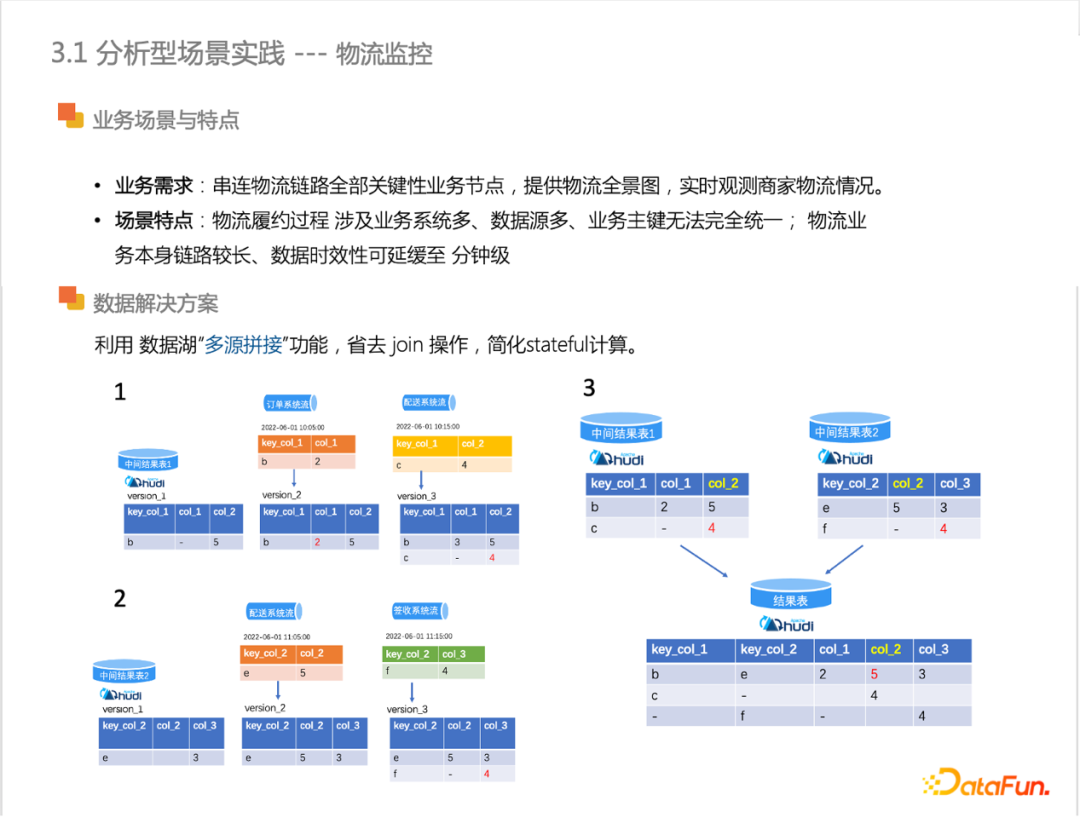 3.1 分析型场景实践 --- 物流监控
业务场景与特点
• 业务需求：串连物流链路全部关键性业务节点，提供物流全景图，实时观测商家物流情况。
• 场景特点：物流履约过程 涉及业务系统多、数据源多、业务主键无法完全统一； 物流业
务本身链路较长、数据时效性可延缓至 分钟级
数据解决方案
利用 数据湖“多源拼接”功能，省去 join 操作，简化stateful计算。
1
订单系统流
2022-06-01 10:05:00
key_col_1 col_1
b 2
配送系统流
2022-06-01 10:15:00
key_col_1 col_2
c 4
中间结果表1
hudi
version_1
key_col_1 col_1 col_2
b - 5
version_2
key_col_1 col_1 col_2
b 2 5
version_3
key_col_1 col_1 col_2
b 3 5
c - 4
2
配送系统流
2022-06-01 11:05:00
key_col_2 col_2
e 5
签收系统流
2022-06-01 11:15:00
key_col_2 col_3
f 4
中间结果表2
hudi
version_1
key_col_2 col_2 col_3
e 3
version_2
key_col_2 col_2 col_3
e 5 3
version_3
key_col_2 col_2 col_3
e 5 3
f - 4
3
中间结果表1
APACHE
hudi
key_col_1 col_1 col_2
b 2 5
c - 4
中间结果表2
APACHE
hudi
key_col_2 col_2 col_3
e 5 3
f - 4
结果表
APACHE
hudi
key_col_1 key_col_2 col_1 col_2 col_3
b e 2 5 3
c - 4
- f - 4
DataFun.